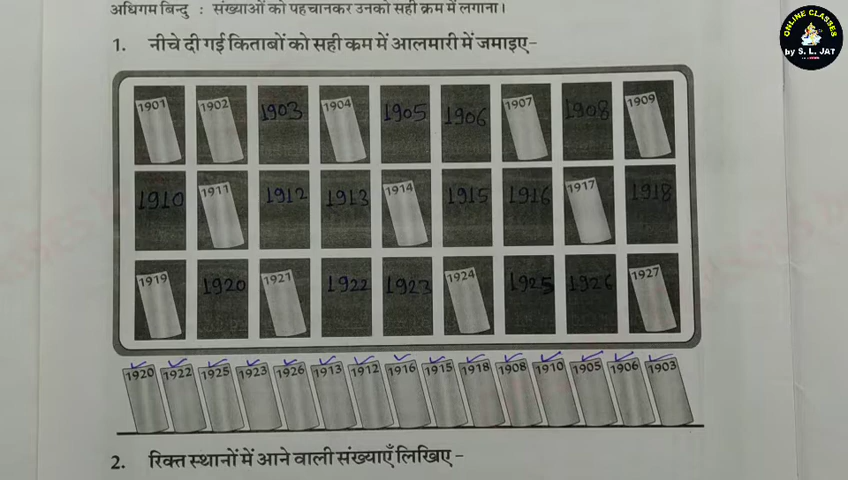 अधिगम बिन्दु : संख्याओं को पहचानकर उनको सही क्रम में लगाना।
1. नीचे दी गई किताबों को सही क्रम में आलमारी में जमाइए-
1901 1902 1903 1904 1905 1906 1907 1908 1909
1910 1911 1912 1913 1914 1915 1916 1917 1918
1919 1920 1921 1922 1923 1924 1925 1926 1927
1920 1922 1925 1923 1926 1913 1912 1916 1915 1918 1908 1910 1905 1906 1903
2. रिक्त स्थानों में आने वाली संख्याएँ लिखिए-
ONLINE CLASSES
by S. L. JAT